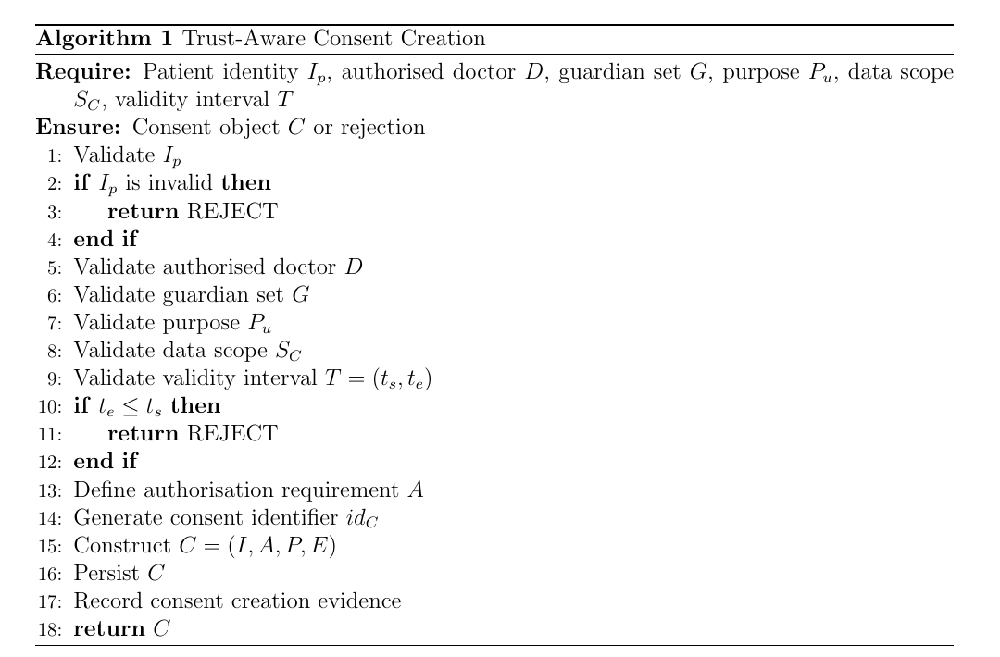 Algorithm 1 Trust-Aware Consent Creation
Require: Patient identity I_p, authorised doctor D, guardian set G, purpose P_u, data scope
S_C, validity interval T
Ensure: Consent object C or rejection
1: Validate I_p
2: if I_p is invalid then
3: return REJECT
4: end if
5: Validate authorised doctor D
6: Validate guardian set G
7: Validate purpose P_u
8: Validate data scope S_C
9: Validate validity interval T = (t_s, t_e)
10: if t_e ≤ t_s then
11: return REJECT
12: end if
13: Define authorisation requirement A
14: Generate consent identifier id_C
15: Construct C = (I, A, P, E)
16: Persist C
17: Record consent creation evidence
18: return C